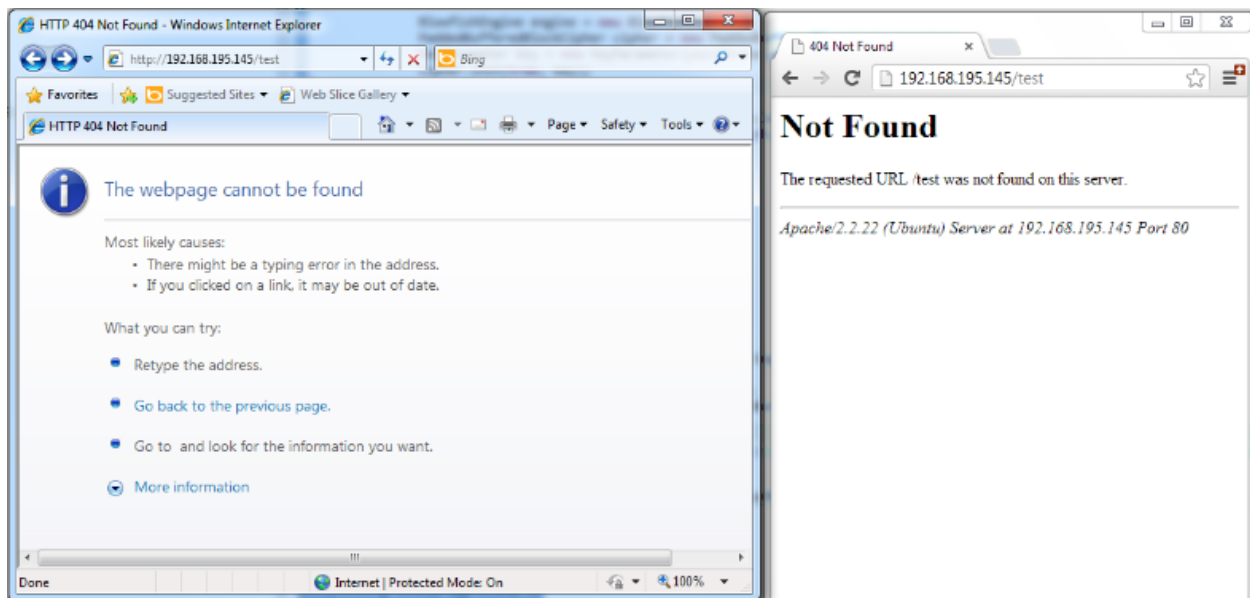 HTTP 404 Not Found - Windows Internet Explorer
http://192.168.195.145/test
Bing
Favorites
Suggested Sites
Web Slice Gallery
HTTP 404 Not Found
Page
Safety
Tools
The webpage cannot be found
Most likely causes:
• There might be a typing error in the address.
• If you clicked on a link, it may be out of date.
What you can try:
Retype the address.
Go back to the previous page.
Go to and look for the information you want.
More information
Done
Internet | Protected Mode: On
100%
404 Not Found
192.168.195.145/test
Not Found
The requested URL /test was not found on this server.
Apache/2.2.22 (Ubuntu) Server at 192.168.195.145 Port 80